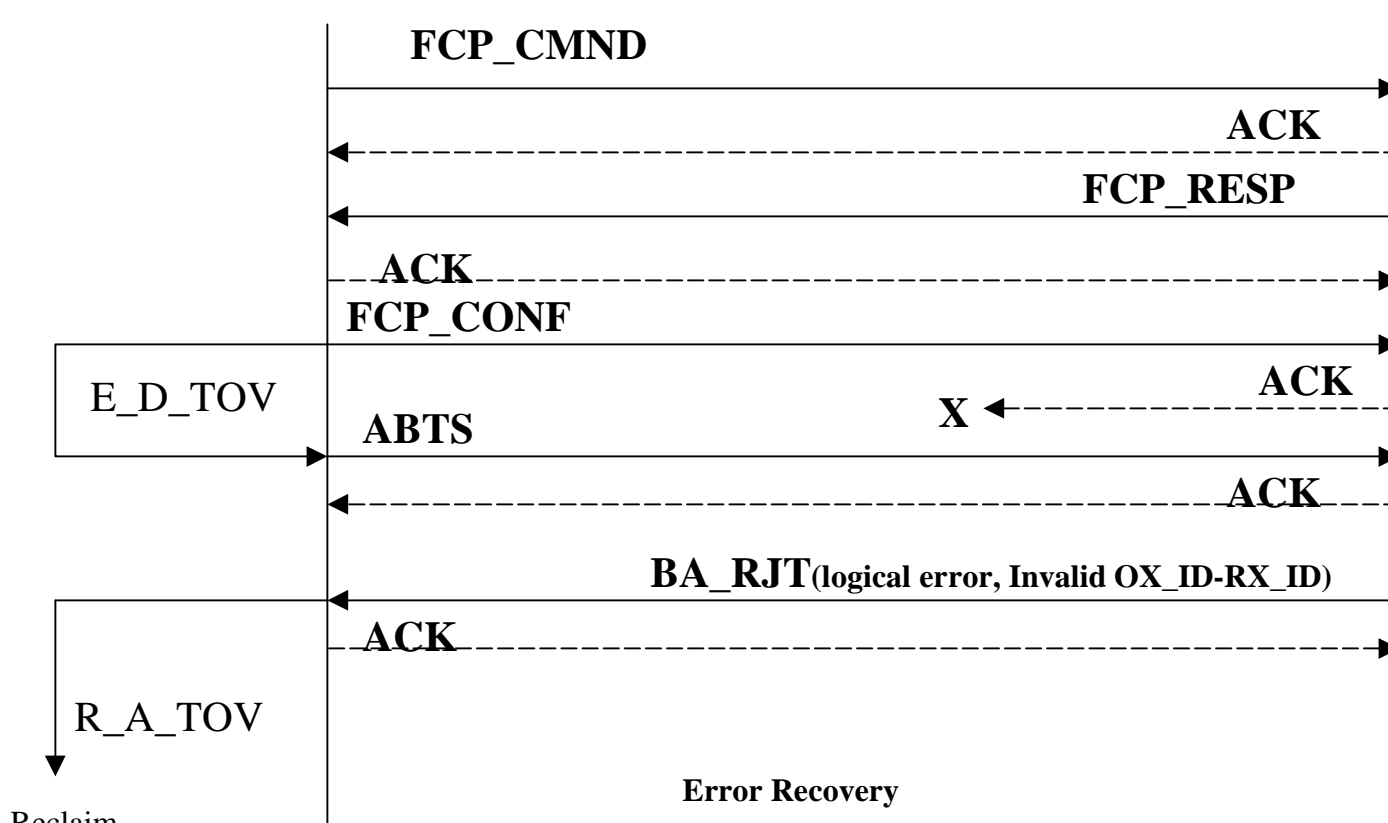 FCP_CMND
ACK
FCP_RESP
ACK
FCP_CONF
E_D_TOV
ACK
X
ABTS
ACK
BA_RJT(logical error, Invalid OX_ID-RX_ID)
ACK
R_A_TOV
Error Recovery
Reclaim